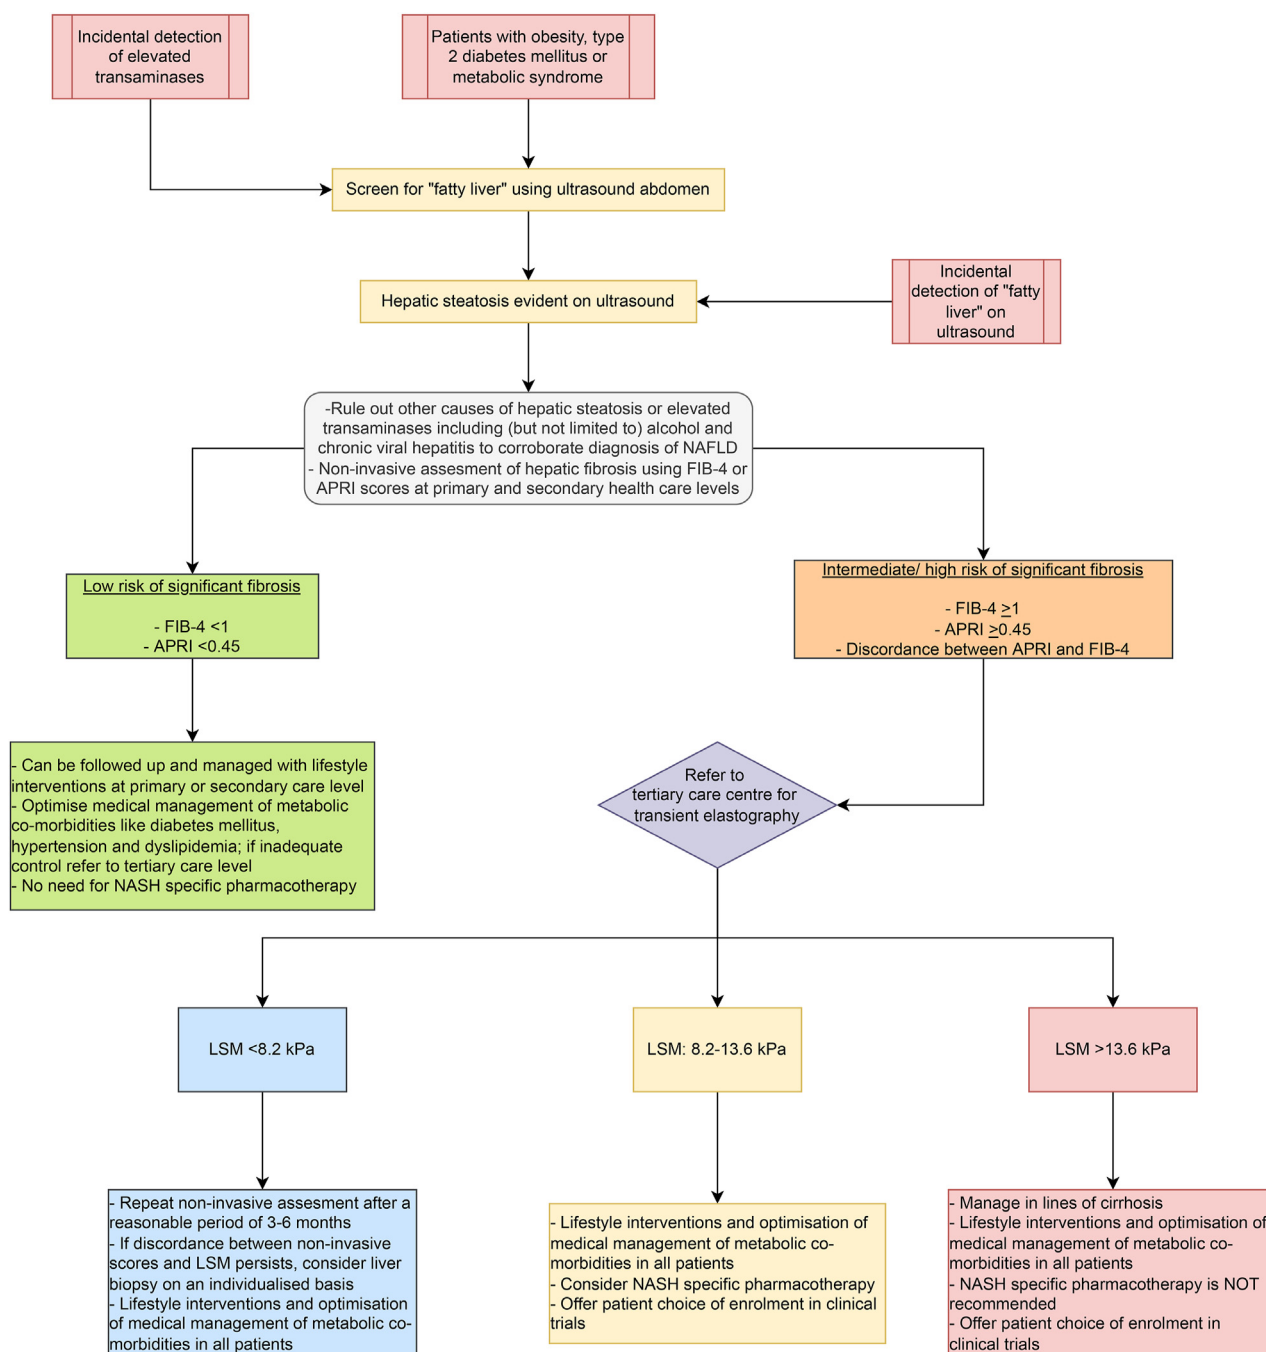 Incidental detection
of elevated
transaminases
Patients with obesity, type
2 diabetes mellitus or
metabolic syndrome
Screen for "fatty liver" using ultrasound abdomen
Hepatic steatosis evident on ultrasound
Incidental
detection of "fatty
liver" on
ultrasound
-Rule out other causes of hepatic steatosis or elevated
transaminases including (but not limited to) alcohol and
chronic viral hepatitis to corroborate diagnosis of NAFLD
- Non-invasive assesment of hepatic fibrosis using FIB-4 or
APRI scores at primary and secondary health care levels
Low risk of significant fibrosis
- FIB-4 <1
- APRI <0.45
Intermediate/ high risk of significant fibrosis
- FIB-4 ≥1
- APRI ≥0.45
- Discordance between APRI and FIB-4
- Can be followed up and managed with lifestyle
interventions at primary or secondary care level
- Optimise medical management of metabolic
co-morbidities like diabetes mellitus,
hypertension and dyslipidemia; if inadequate
control refer to tertiary care level
- No need for NASH specific pharmacotherapy
Refer to
tertiary care centre for
transient elastography
LSM <8.2 kPa
LSM: 8.2-13.6 kPa
LSM >13.6 kPa
- Repeat non-invasive assesment after a
reasonable period of 3-6 months
- If discordance between non-invasive
scores and LSM persists, consider liver
biopsy on an individualised basis
- Lifestyle interventions and optimisation
of medical management of metabolic co-
morbidities in all patients
- Lifestyle interventions and optimisation of
medical management of metabolic co-
morbidities in all patients
- Consider NASH specific pharmacotherapy
- Offer patient choice of enrolment in clinical
trials
- Manage in lines of cirrhosis
- Lifestyle interventions and optimisation of
medical management of metabolic co-
morbidities in all patients
- NASH specific pharmacotherapy is NOT
recommended
- Offer patient choice of enrolment in
clinical trials